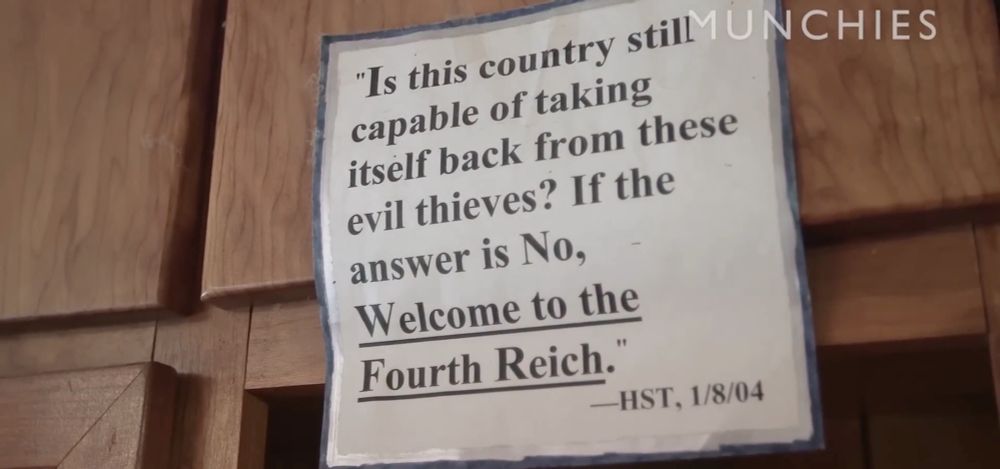 MUNCHIES
"Is this country still
capable of taking
itself back from these
evil thieves? If the
answer is No,
Welcome to the
Fourth Reich."
—HST, 1/8/04